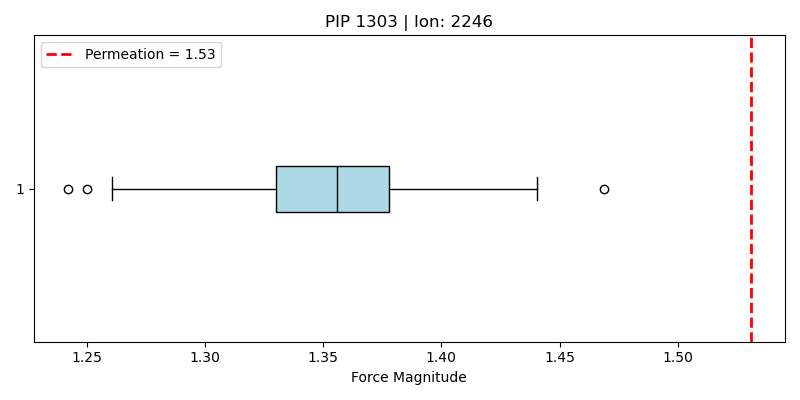 PIP 1303 | Ion: 2246
Permeation = 1.53
1
1.25 1.30 1.35 1.40 1.45 1.50
Force Magnitude